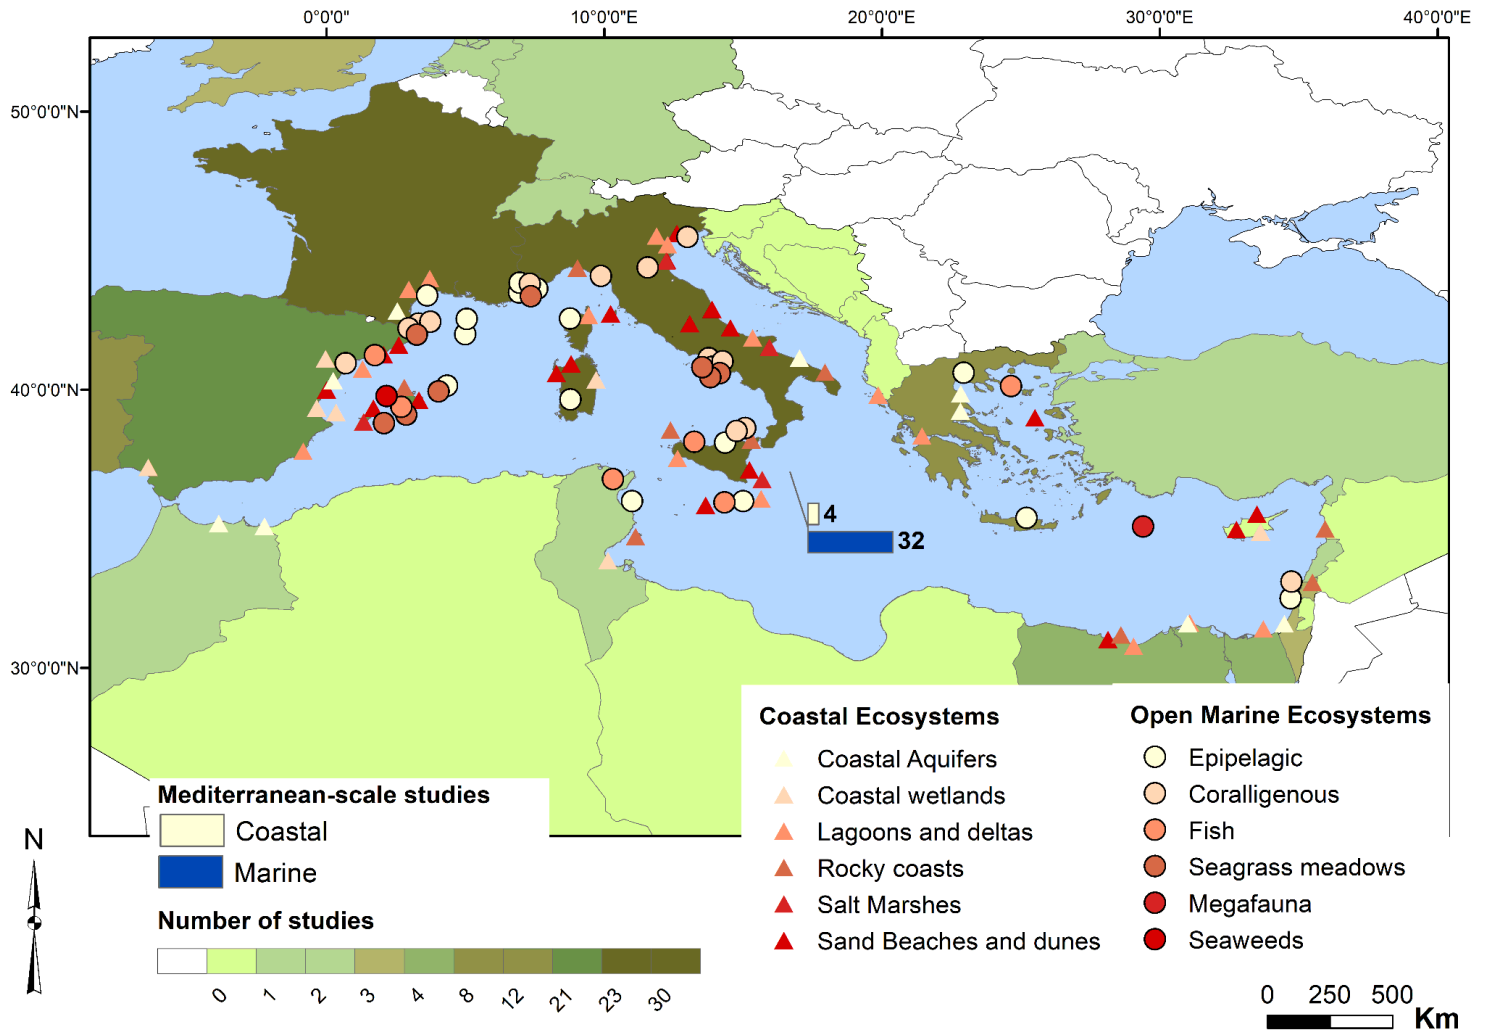 0°0'0" 10°0'0"E 20°0'0"E 30°0'0"E 40°0'0"E
50°0'0"N
40°0'0"N
30°0'0"N
4
32
Mediterranean-scale studies
Coastal
Marine
Number of studies
0 1 2 3 4 8 12 21 23 30
Coastal Ecosystems
Coastal Aquifers
Coastal wetlands
Lagoons and deltas
Rocky coasts
Salt Marshes
Sand Beaches and dunes
Open Marine Ecosystems
Epipelagic
Coralligenous
Fish
Seagrass meadows
Megafauna
Seaweeds
N
0 250 500
Km